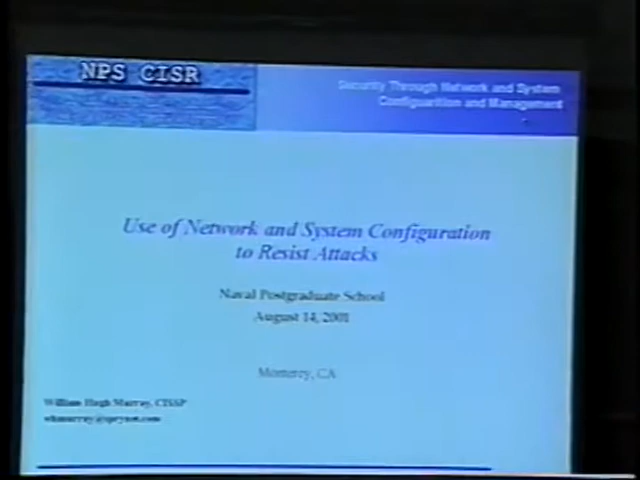 NPS CISR
Security Through Network and System
Configuartion and Management
Use of Network and System Configuration
to Resist Attacks
Naval Postgraduate School
August 14, 2001
Monterey, CA
William Hugh Murray, CISSP